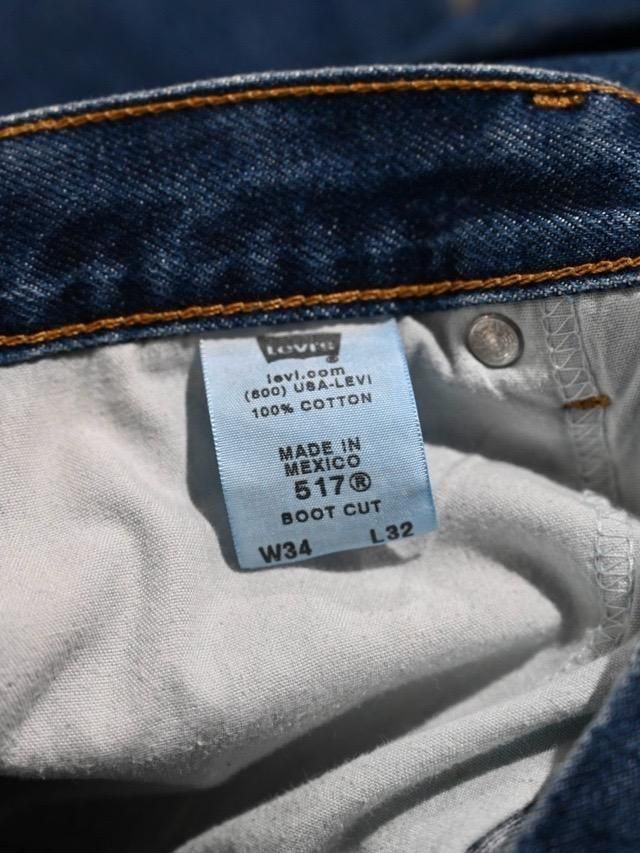 Levi's
levi.com
(800) USA-LEVI
100% COTTON
MADE IN
MEXICO
517®
BOOT CUT
W34 L32